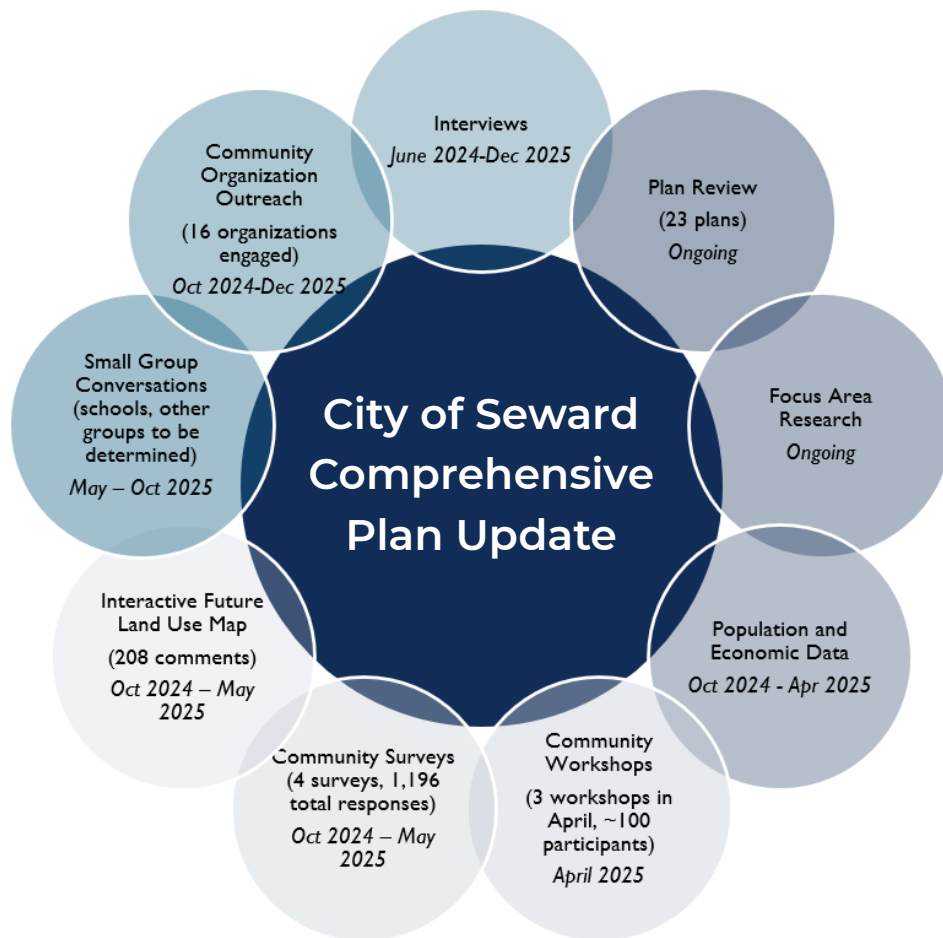 Interviews
June 2024-Dec 2025
Plan Review
(23 plans)
Ongoing
Focus Area
Research
Ongoing
Population and
Economic Data
Oct 2024 - Apr 2025
Community
Workshops
(3 workshops in
April, ~100
participants)
April 2025
Community Surveys
(4 surveys, 1,196
total responses)
Oct 2024 – May
2025
Interactive Future
Land Use Map
(208 comments)
Oct 2024 – May
2025
Small Group
Conversations
(schools, other
groups to be
determined)
May – Oct 2025
Community
Organization
Outreach
(16 organizations
engaged)
Oct 2024-Dec 2025
City of Seward
Comprehensive
Plan Update